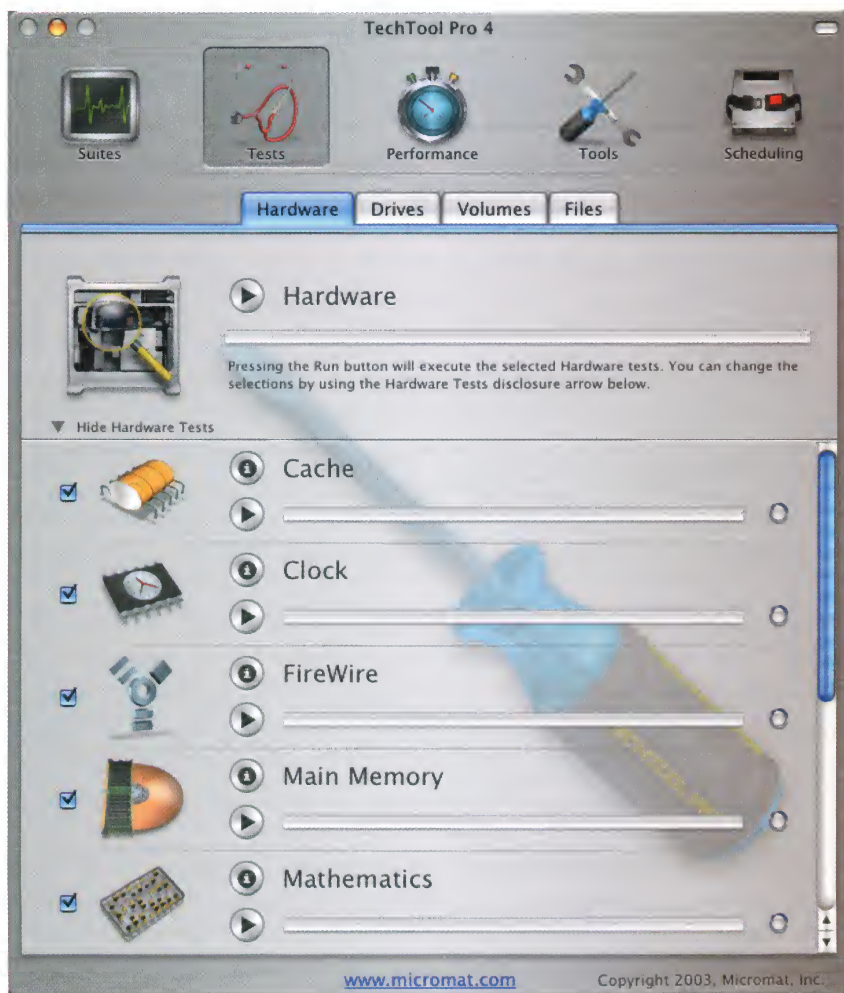 TechTool Pro 4
Suites
Tests
Performance
Tools
Scheduling
Hardware
Drives
Volumes
Files
Hardware
Pressing the Run button will execute the selected Hardware tests. You can change the
selections by using the Hardware Tests disclosure arrow below.
Hide Hardware Tests
Cache
Clock
FireWire
Main Memory
Mathematics
www.micromat.com
Copyright 2003, Micromat, Inc.